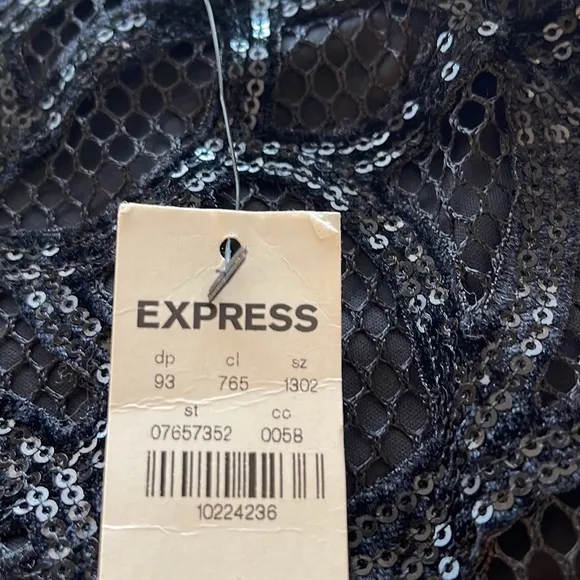 EXPRESS
dp cl sz
93 765 1302
st cc
07657352 0058
10224236